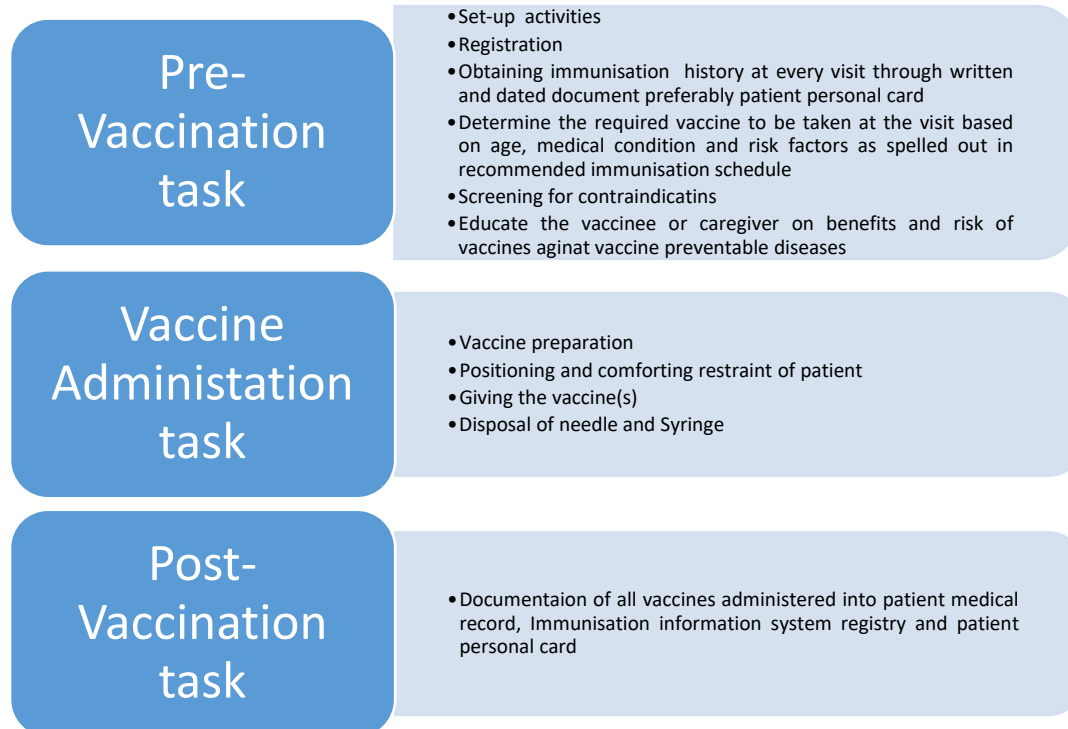 Pre-
Vaccination
task
•Set-up activities
•Registration
•Obtaining immunisation history at every visit through written
and dated document preferably patient personal card
•Determine the required vaccine to be taken at the visit based
on age, medical condition and risk factors as spelled out in
recommended immunisation schedule
•Screening for contraindicatins
•Educate the vaccinee or caregiver on benefits and risk of
vaccines aginat vaccine preventable diseases
Vaccine
Administation
task
•Vaccine preparation
•Positioning and comforting restraint of patient
•Giving the vaccine(s)
•Disposal of needle and Syringe
Post-
Vaccination
task
•Documentaion of all vaccines administered into patient medical
record, Immunisation information system registry and patient
personal card